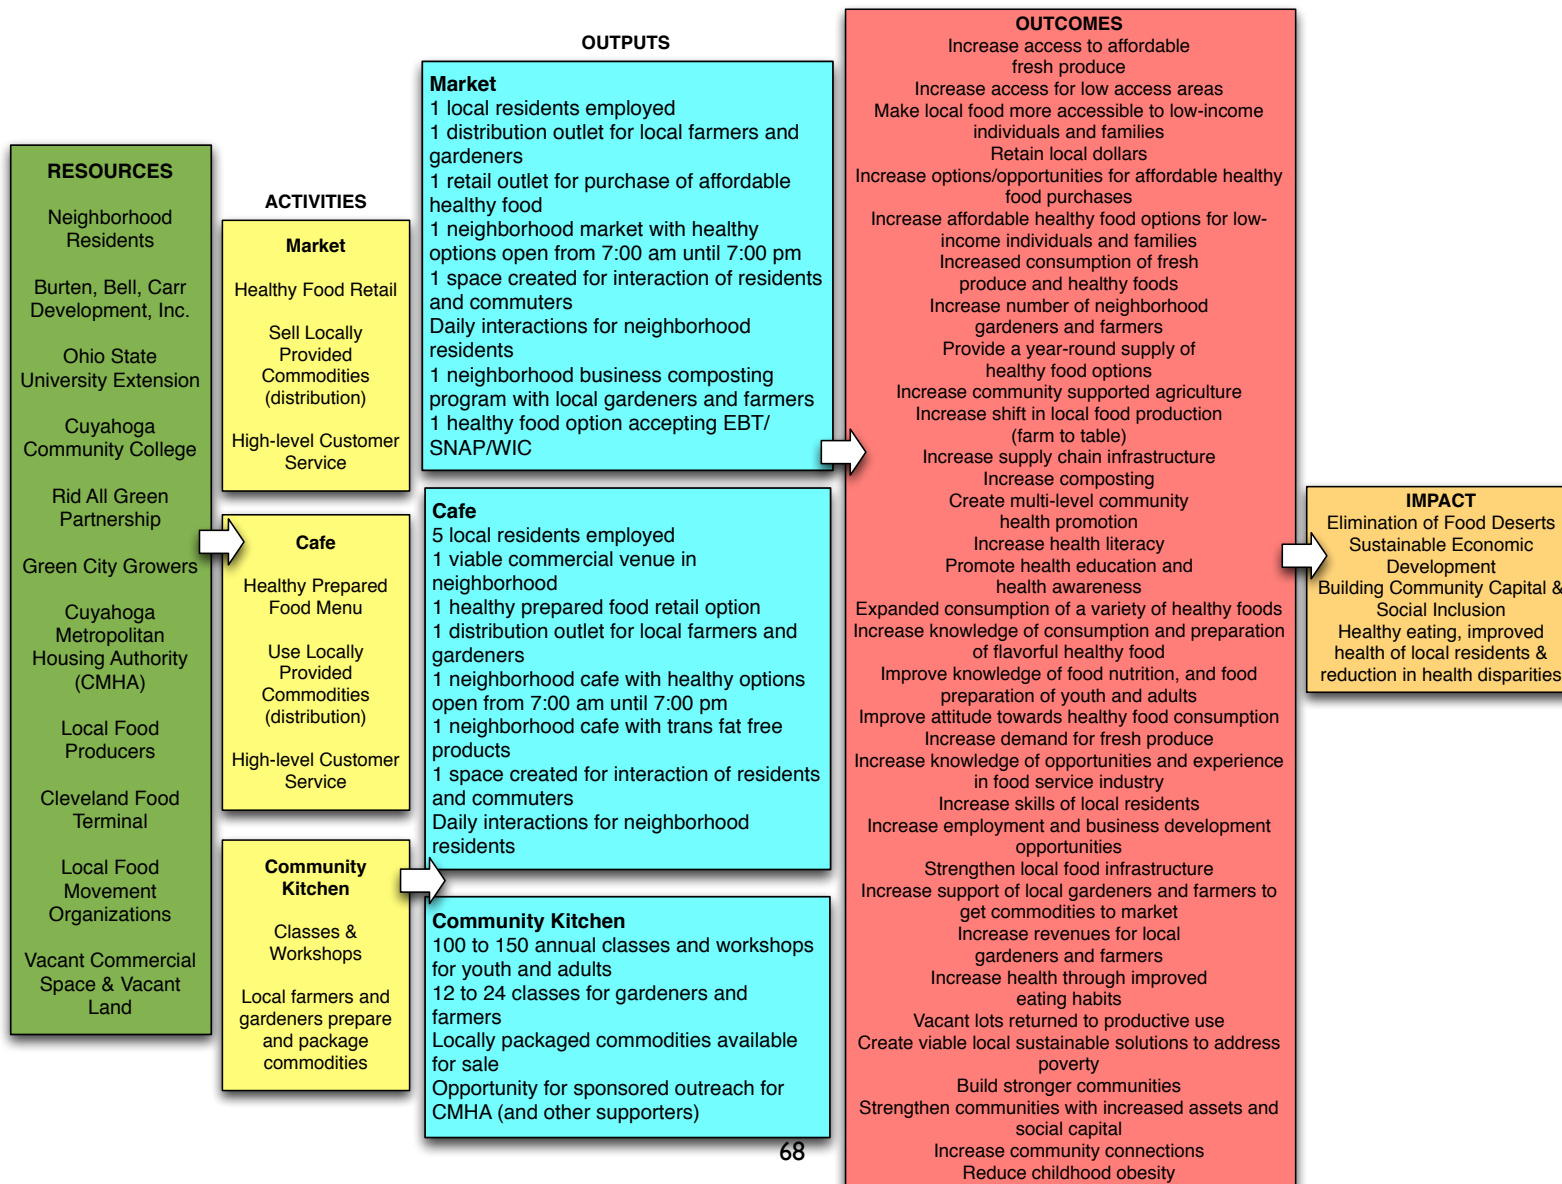 RESOURCES
Neighborhood
Residents
Burten, Bell, Carr
Development, Inc.
Ohio State
University Extension
Cuyahoga
Community College
Rid All Green
Partnership
Green City Growers
Cuyahoga
Metropolitan
Housing Authority
(CMHA)
Local Food
Producers
Cleveland Food
Terminal
Local Food
Movement
Organizations
Vacant Commercial
Space & Vacant
Land
ACTIVITIES
Market
Healthy Food Retail
Sell Locally
Provided
Commodities
(distribution)
High-level Customer
Service
Cafe
Healthy Prepared
Food Menu
Use Locally
Provided
Commodities
(distribution)
High-level Customer
Service
Community
Kitchen
Classes &
Workshops
Local farmers and
gardeners prepare
and package
commodities
OUTPUTS
Market
1 local residents employed
1 distribution outlet for local farmers and
gardeners
1 retail outlet for purchase of affordable
healthy food
1 neighborhood market with healthy
options open from 7:00 am until 7:00 pm
1 space created for interaction of residents
and commuters
Daily interactions for neighborhood
residents
1 neighborhood business composting
program with local gardeners and farmers
1 healthy food option accepting EBT/
SNAP/WIC
Cafe
5 local residents employed
1 viable commercial venue in
neighborhood
1 healthy prepared food retail option
1 distribution outlet for local farmers and
gardeners
1 neighborhood cafe with healthy options
open from 7:00 am until 7:00 pm
1 neighborhood cafe with trans fat free
products
1 space created for interaction of residents
and commuters
Daily interactions for neighborhood
residents
Community Kitchen
100 to 150 annual classes and workshops
for youth and adults
12 to 24 classes for gardeners and
farmers
Locally packaged commodities available
for sale
Opportunity for sponsored outreach for
CMHA (and other supporters)
OUTCOMES
Increase access to affordable
fresh produce
Increase access for low access areas
Make local food more accessible to low-income
individuals and families
Retain local dollars
Increase options/opportunities for affordable healthy
food purchases
Increase affordable healthy food options for low-
income individuals and families
Increased consumption of fresh
produce and healthy foods
Increase number of neighborhood
gardeners and farmers
Provide a year-round supply of
healthy food options
Increase community supported agriculture
Increase shift in local food production
(farm to table)
Increase supply chain infrastructure
Increase composting
Create multi-level community
health promotion
Increase health literacy
Promote health education and
health awareness
Expanded consumption of a variety of healthy foods
Increase knowledge of consumption and preparation
of flavorful healthy food
Improve knowledge of food nutrition, and food
preparation of youth and adults
Improve attitude towards healthy food consumption
Increase demand for fresh produce
Increase knowledge of opportunities and experience
in food service industry
Increase skills of local residents
Increase employment and business development
opportunities
Strengthen local food infrastructure
Increase support of local gardeners and farmers to
get commodities to market
Increase revenues for local
gardeners and farmers
Increase health through improved
eating habits
Vacant lots returned to productive use
Create viable local sustainable solutions to address
poverty
Build stronger communities
Strengthen communities with increased assets and
social capital
Increase community connections
Reduce childhood obesity
IMPACT
Elimination of Food Deserts
Sustainable Economic
Development
Building Community Capital &
Social Inclusion
Healthy eating, improved
health of local residents &
reduction in health disparities
68